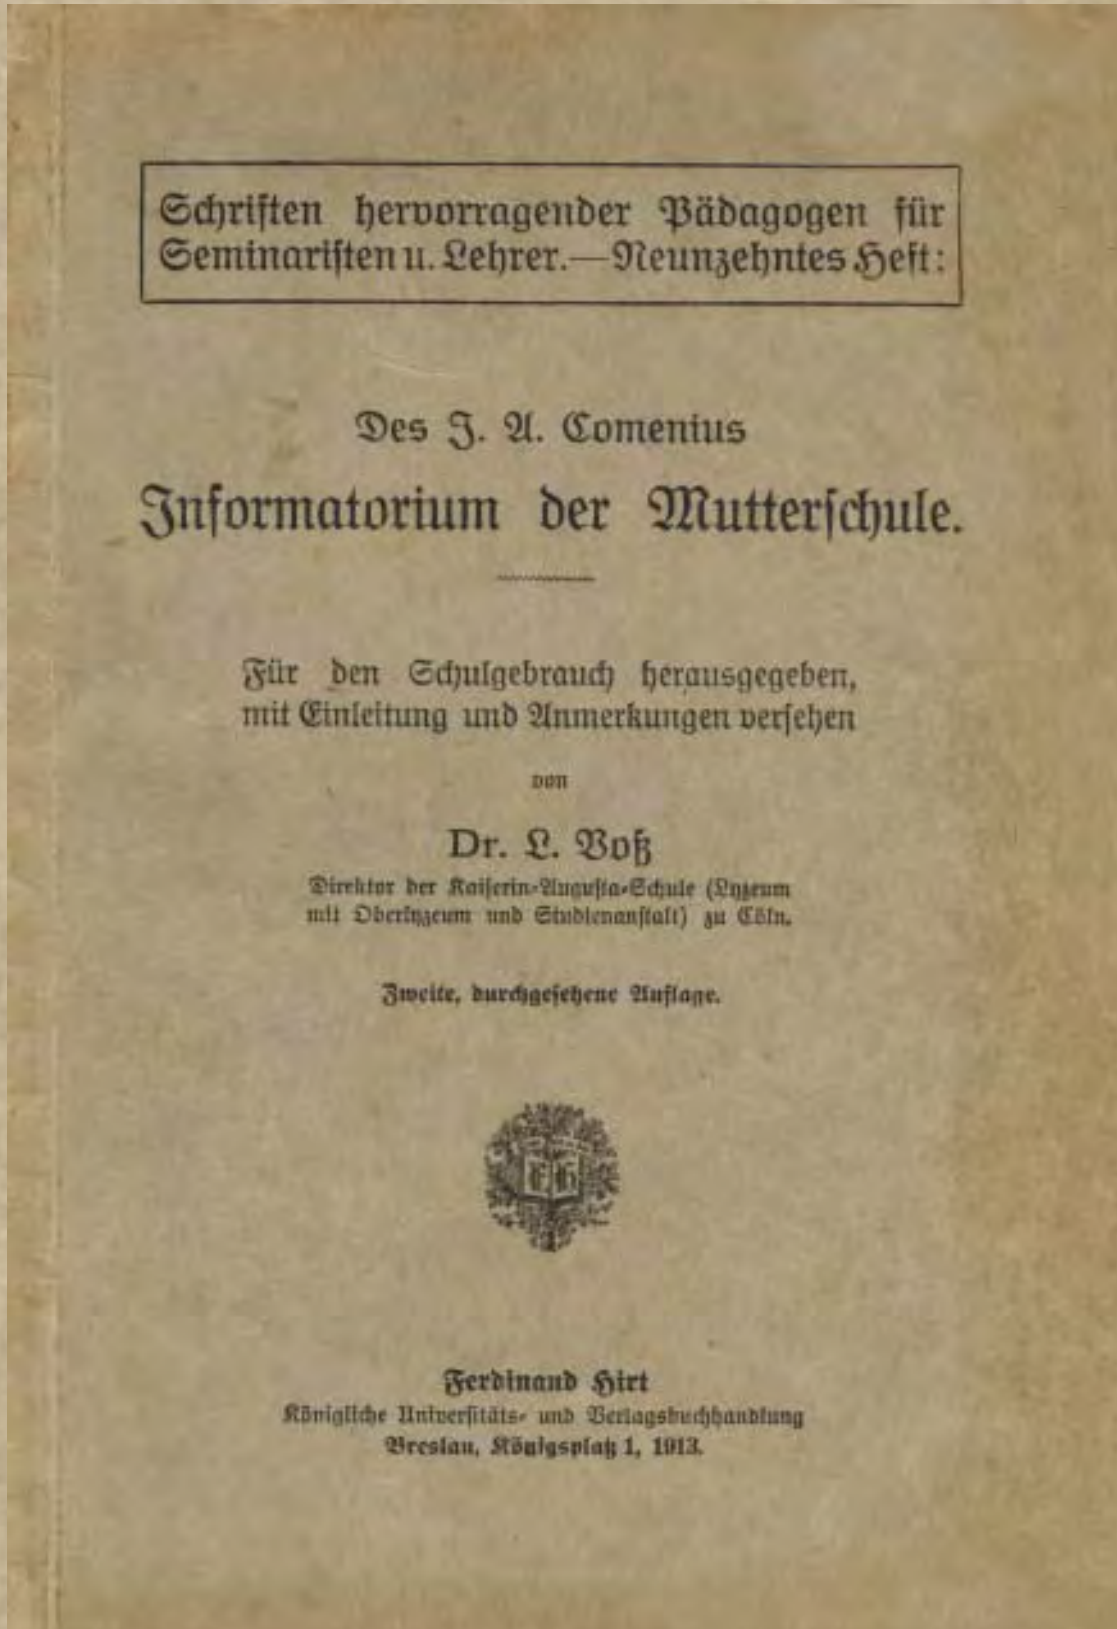 Schriften hervorragender Pädagogen für
Seminaristen u. Lehrer.—Neunzehntes Heft:
Des J. A. Comenius
Informatorium der Mutterschule.
Für den Schulgebrauch herausgegeben,
mit Einleitung und Anmerkungen versehen
von
Dr. L. Voß
Direktor der Kaiserin-Augusta-Schule (Lyzeum
mit Oberlyzeum und Studienanstalt) zu Cöln.
Zweite, durchgesehene Auflage.
F H
Ferdinand Hirt
Königliche Universitäts- und Verlagsbuchhandlung
Breslau, Königsplatz 1, 1913.